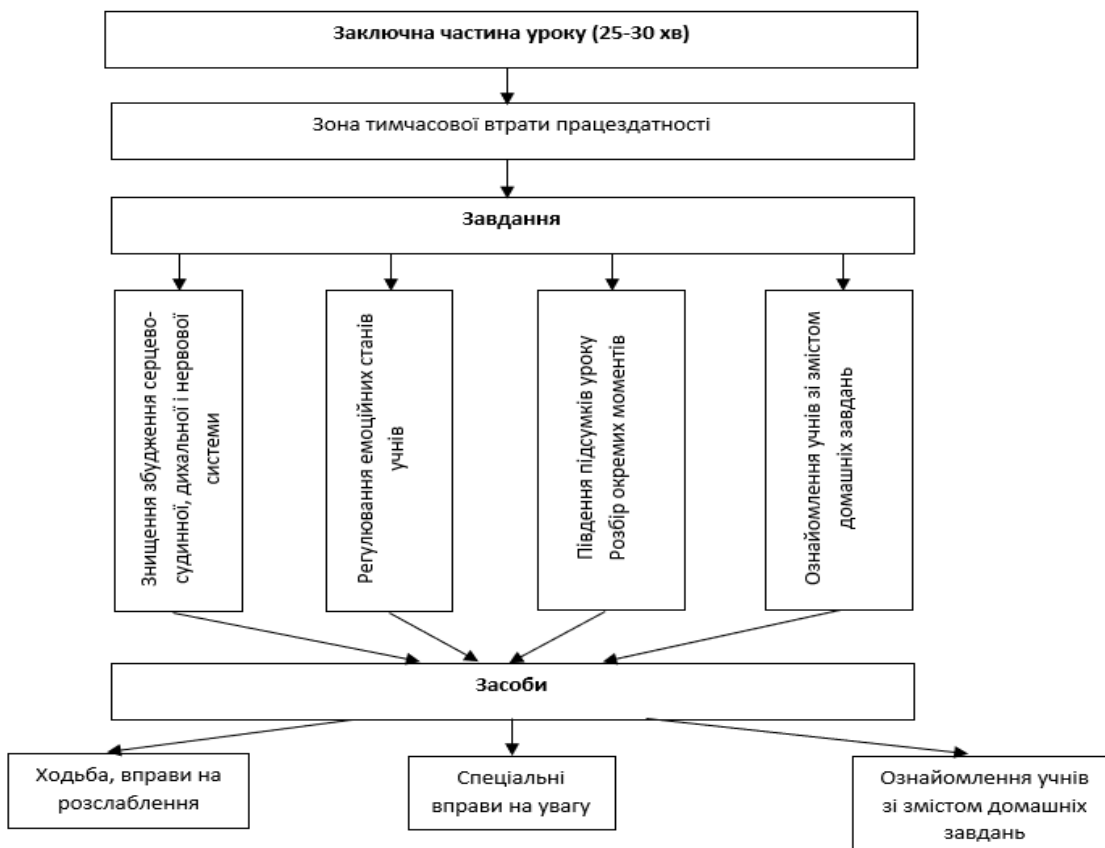 Заключна частина уроку (25-30 хв)
Зона тимчасової втрати працездатності
Завдання
Знищення збудження серцево-
судинної, дихальної і нервової
системи
Регулювання емоційних станів
учнів
Південня підсумків уроку
Розбір окремих моментів
Ознайомлення учнів зі змістом
домашніх завдань
Засоби
Ходьба, вправи на
розслаблення
Спеціальні
вправи на увагу
Ознайомлення учнів
зі змістом домашніх
завдань